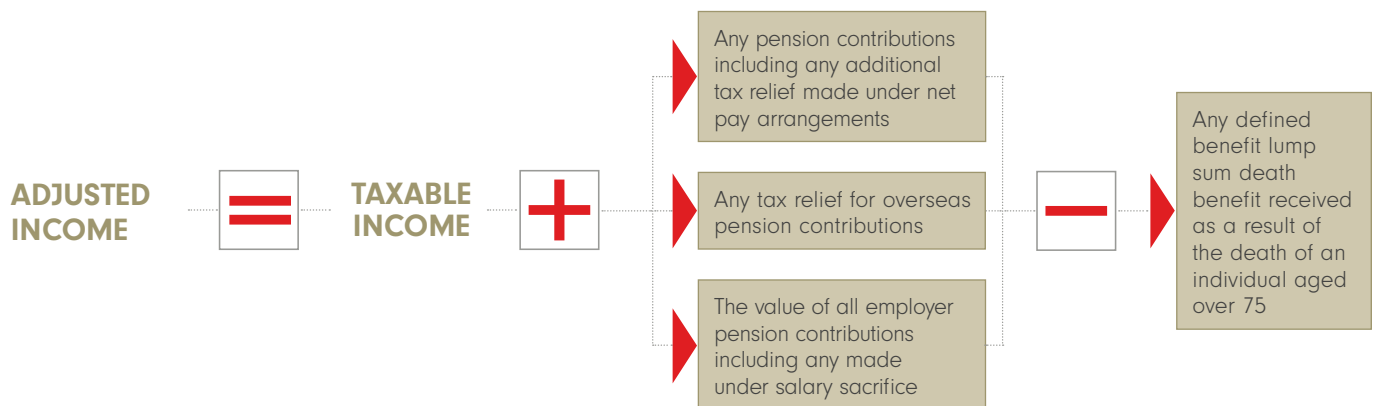 ADJUSTED
INCOME
=
TAXABLE
INCOME
+
Any pension contributions
including any additional
tax relief made under net
pay arrangements
Any tax relief for overseas
pension contributions
The value of all employer
pension contributions
including any made
under salary sacrifice
—
Any defined
benefit lump
sum death
benefit received
as a result of
the death of an
individual aged
over 75